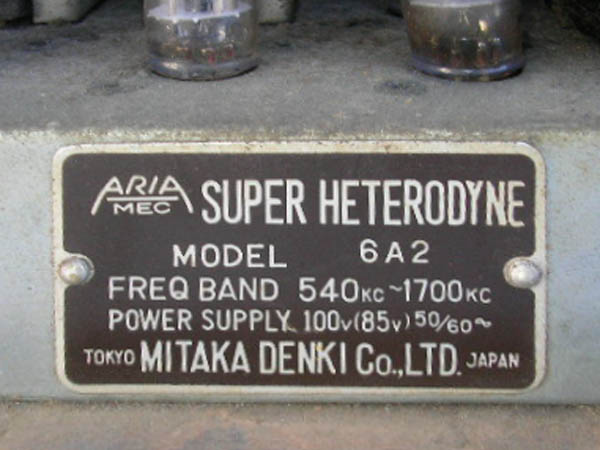 ARIA MEC SUPER HETERODYNE
MODEL 6A2
FREQ BAND 540KC~1700KC
POWER SUPPLY 100V(85V) 50/60~
TOKYO MITAKA DENKI Co.,LTD. JAPAN